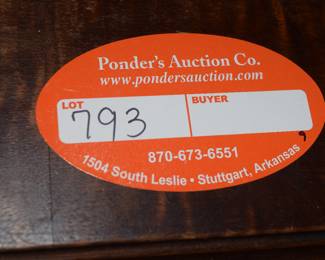 Ponder's Auction Co.
www.pondersauction.com
LOT BUYER
793
870-673-6551
1504 South Leslie • Stuttgart, Arkansas